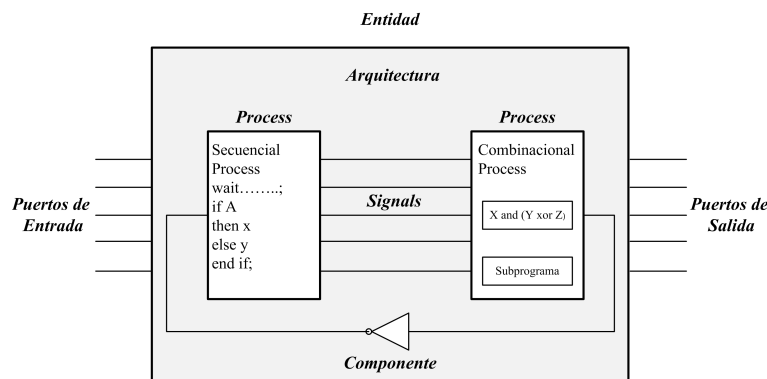 Entidad
Arquitectura
Process
Secuencial
Process
wait……..;
if A
then x
else y
end if;
Signals
Process
Combinacional
Process
X and (Y xor Z)
Subprograma
Puertos de
Entrada
Puertos de
Salida
Componente